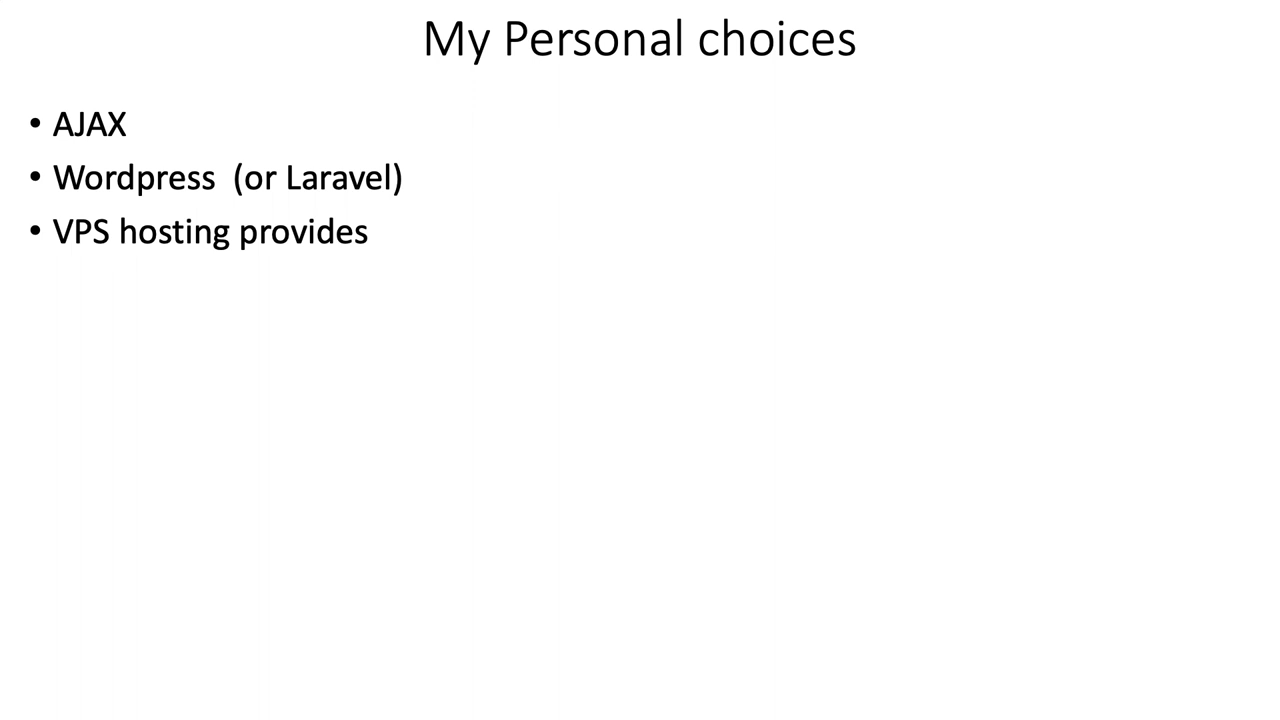 My Personal choices
• AJAX
• Wordpress  (or Laravel)
• VPS hosting provides